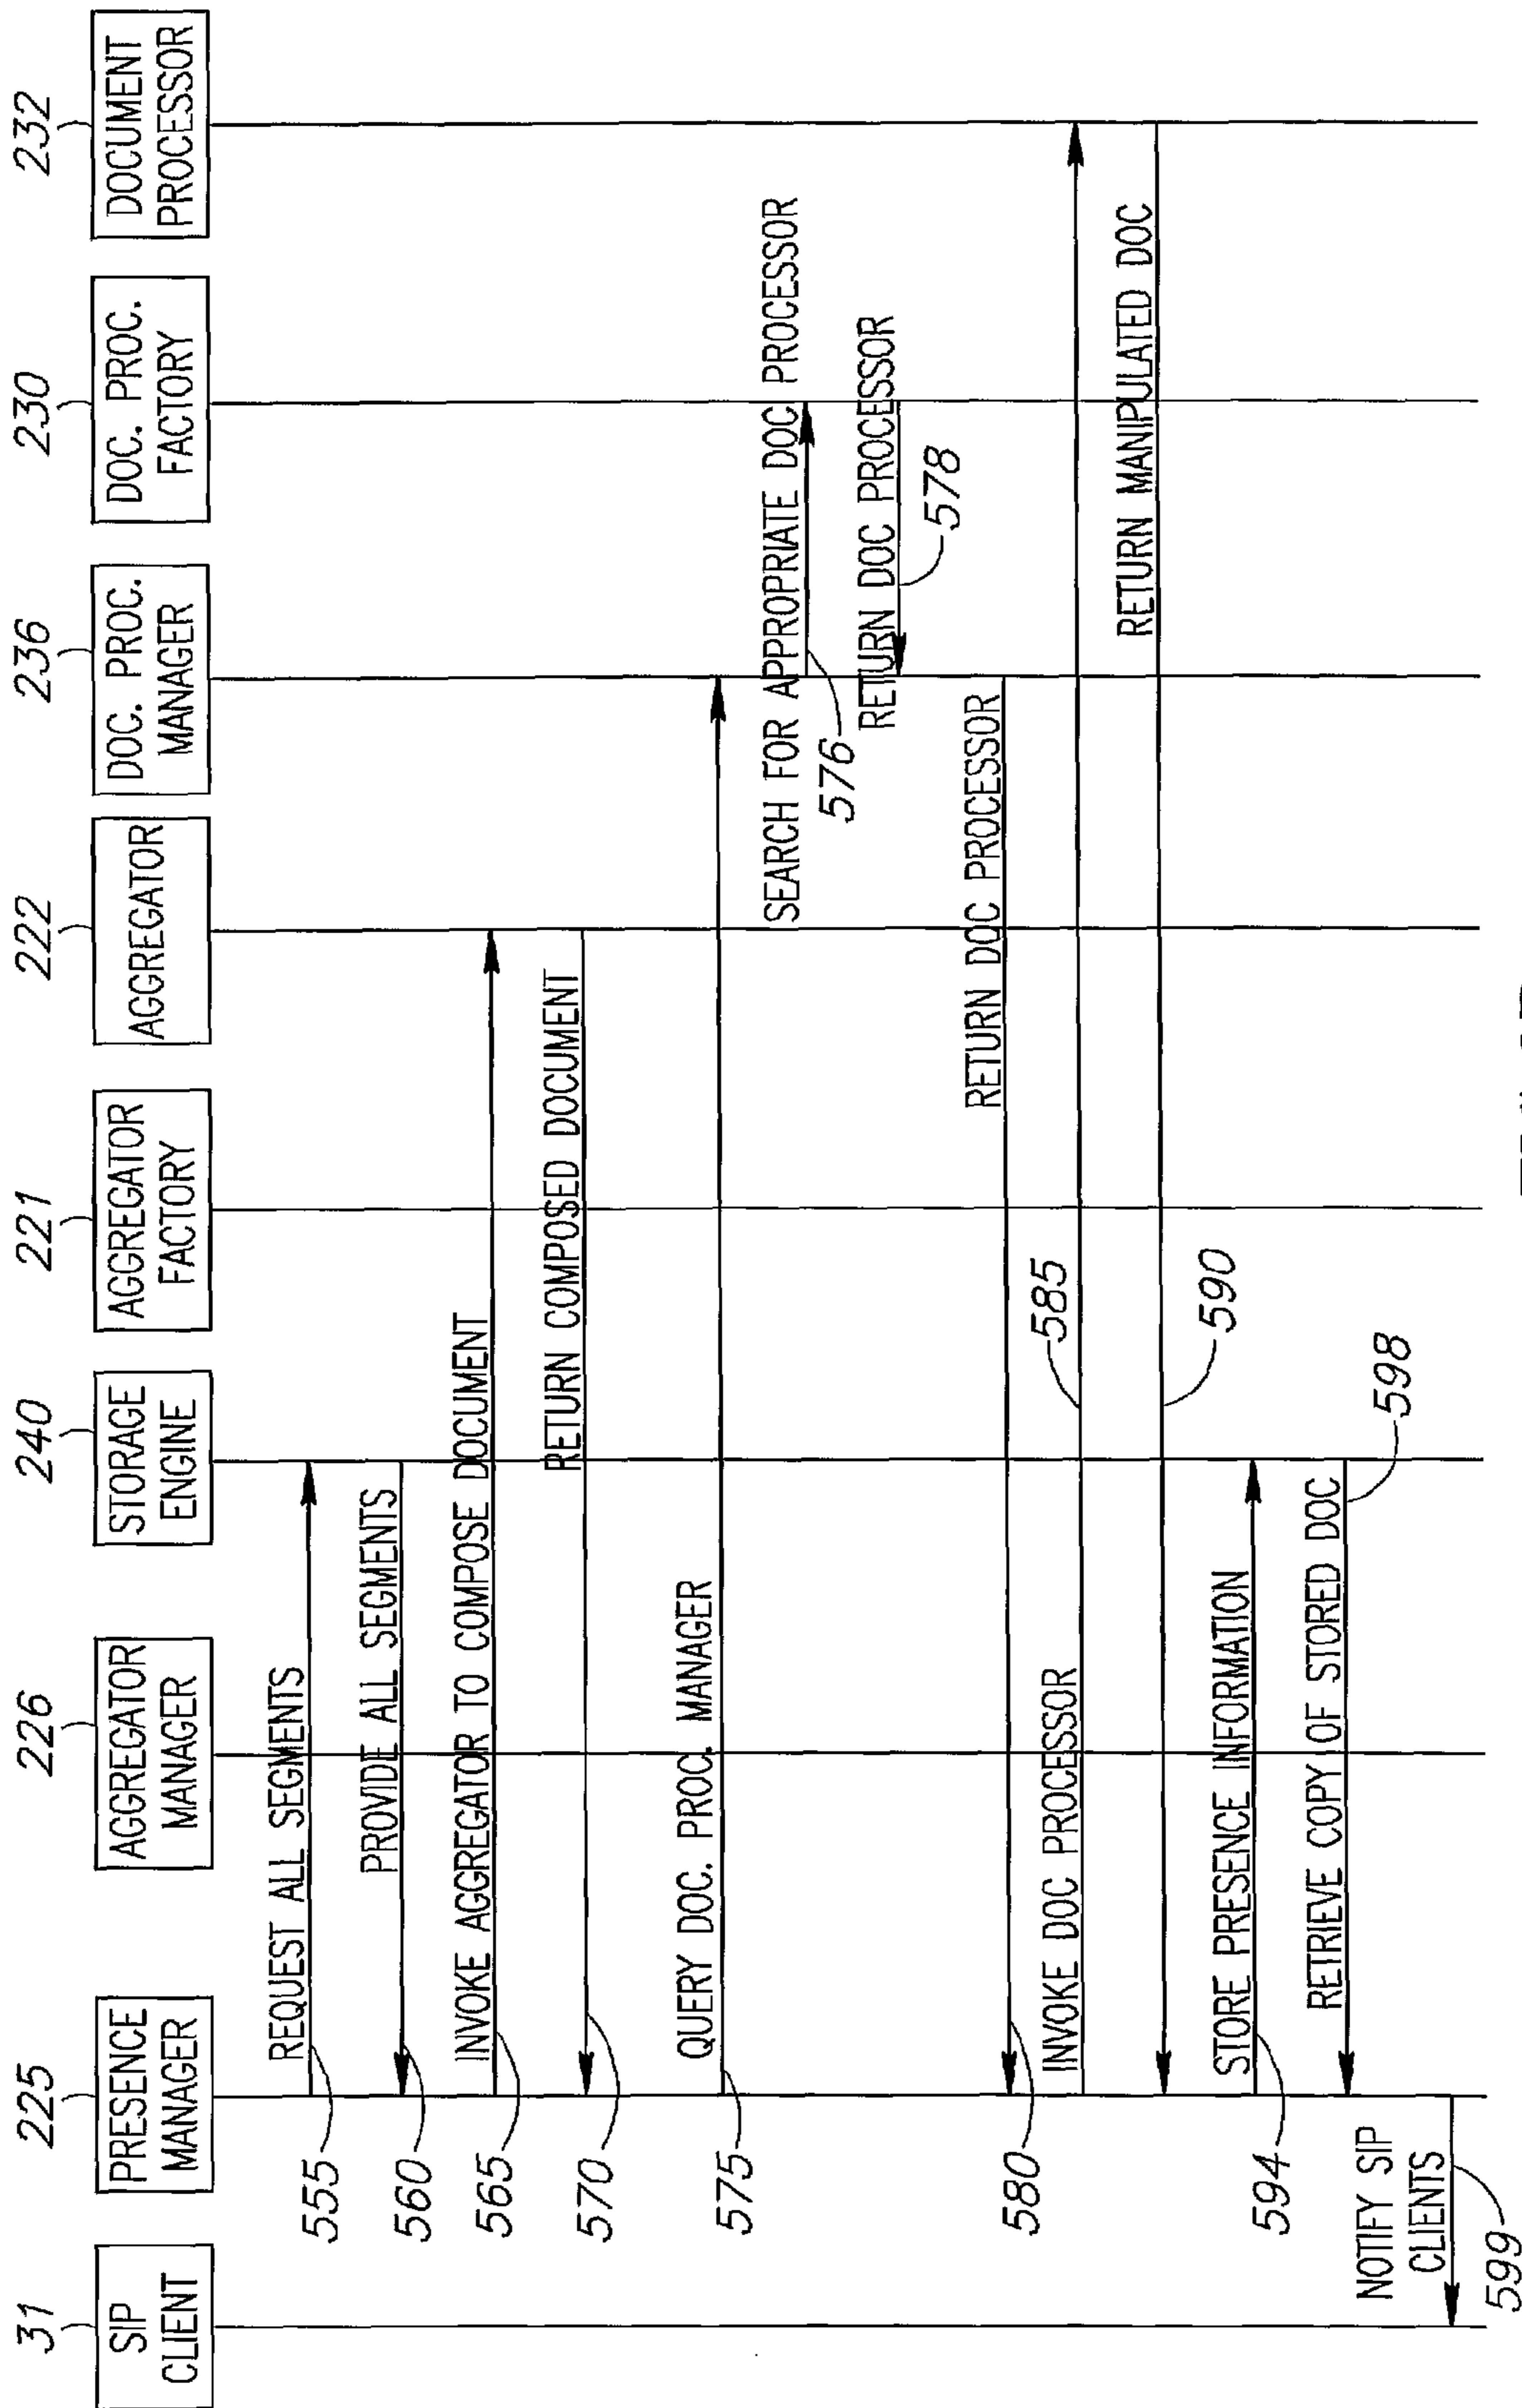 31
225
226
240
221
222
236
230
232
SIP
CLIENT
PRESENCE
MANAGER
AGGREGATOR
MANAGER
STORAGE
ENGINE
AGGREGATOR
FACTORY
AGGREGATOR
DOC. PROC.
MANAGER
DOC. PROC.
FACTORY
DOCUMENT
PROCESSOR
REQUEST ALL SEGMENTS
555
PROVIDE ALL SEGMENTS
560
INVOKE AGGREGATOR TO COMPOSE DOCUMENT
565
RETURN COMPOSED DOCUMENT
570
QUERY DOC. PROC. MANAGER
575
SEARCH FOR APPROPRIATE DOC PROCESSOR
576
RETURN DOC PROCESSOR
578
RETURN DOC PROCESSOR
580
INVOKE DOC PROCESSOR
585
RETURN MANIPULATED DOC
590
STORE PRESENCE INFORMATION
594
RETRIEVE COPY OF STORED DOC
598
NOTIFY SIP
CLIENTS
599